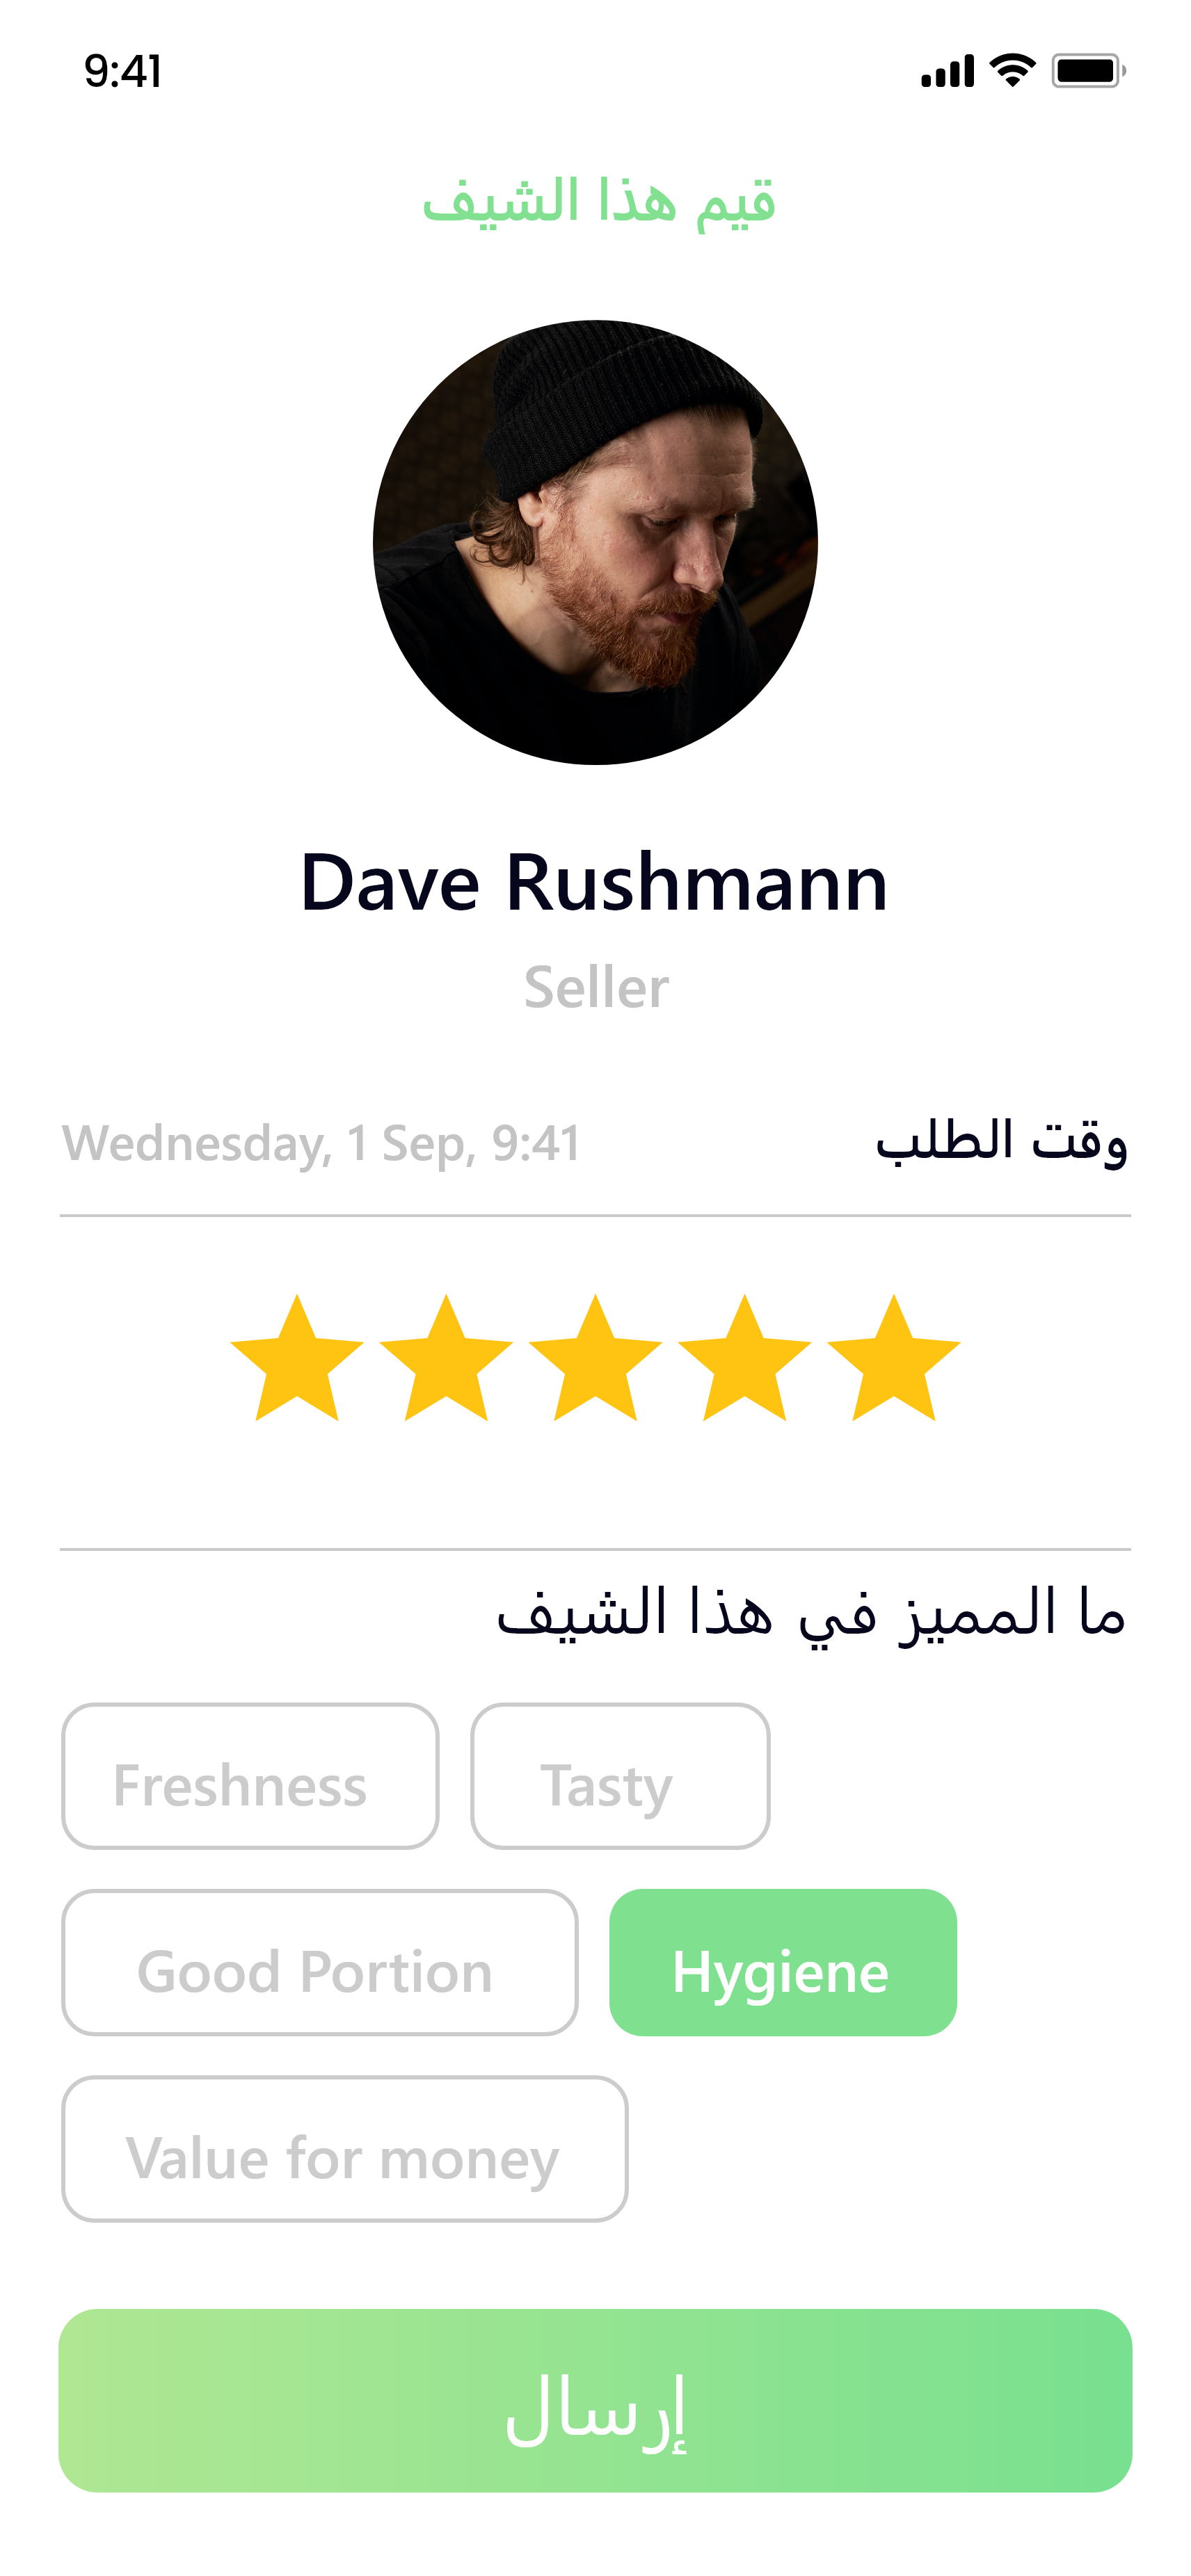 9:41
قيم هذا الشيف
Dave Rushmann
Seller
وقت الطلب
Wednesday, 1 Sep, 9:41
ما المميز في هذا الشيف
Freshness
Tasty
Good Portion
Hygiene
Value for money
إرسال